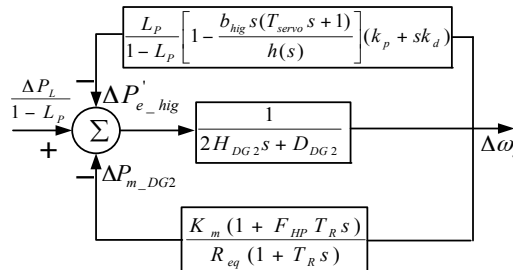 L_P / (1 - L_P) [1 - b_hig s(T_servo s + 1) / h(s)] (k_p + sk_d)
ΔP_L / (1 - L_P)
−
ΔP'_e_hig
+
Σ
1 / (2H_DG2 s + D_DG2)
Δω
−
ΔP_m_DG2
K_m (1 + F_HP T_R s) / R_eq (1 + T_R s)